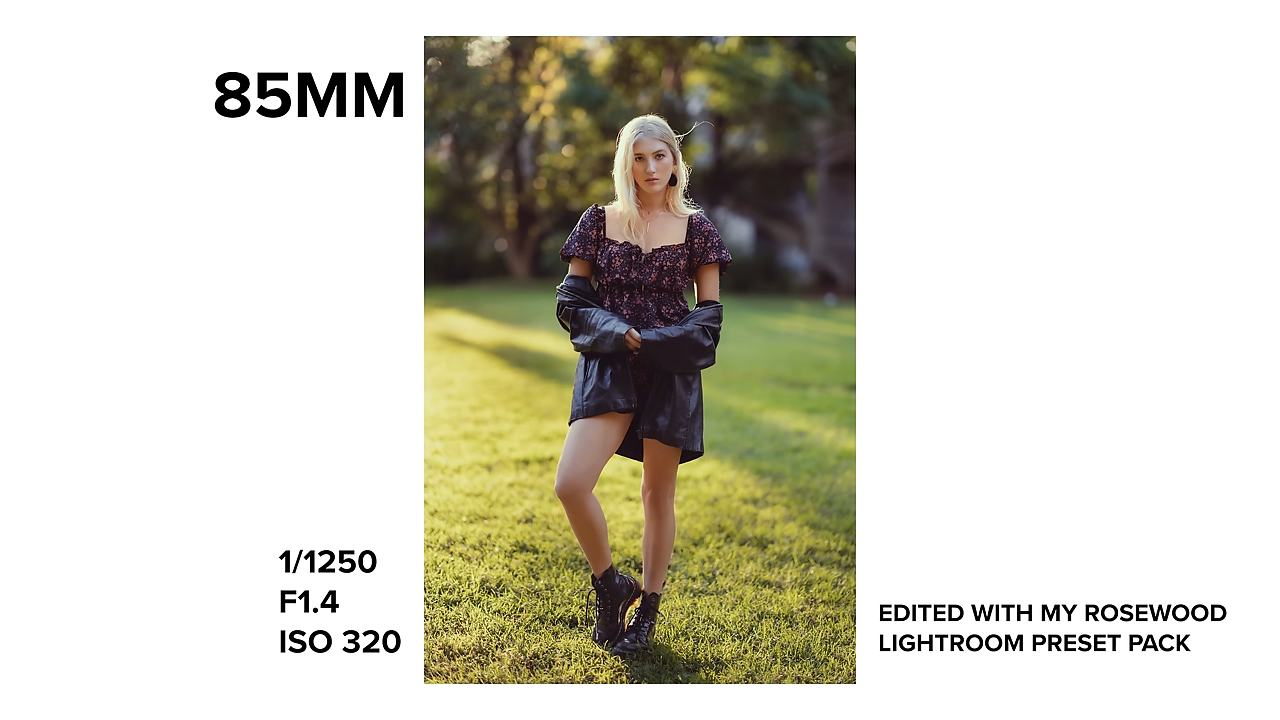 85MM
1/1250
F1.4
ISO 320
EDITED WITH MY ROSEWOOD
LIGHTROOM PRESET PACK